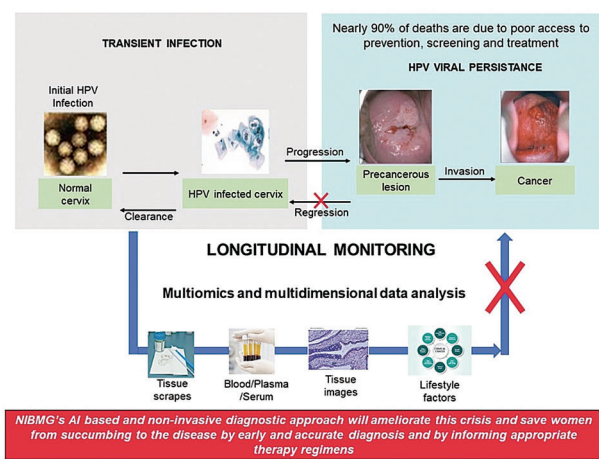 TRANSIENT INFECTION
Initial HPV
Infection
Normal
cervix
HPV infected cervix
Clearance
Progression
Nearly 90% of deaths are due to poor access to
prevention, screening and treatment
HPV VIRAL PERSISTANCE
Precancerous
lesion
Invasion
Cancer
Regression
LONGITUDINAL MONITORING
Multiomics and multidimensional data analysis
Tissue
scrapes
Blood/Plasma
/Serum
Tissue
images
Lifestyle
factors
NIBMG's AI based and non-invasive diagnostic approach will ameliorate this crisis and save women
from succumbing to the disease by early and accurate diagnosis and by informing appropriate
therapy regimens